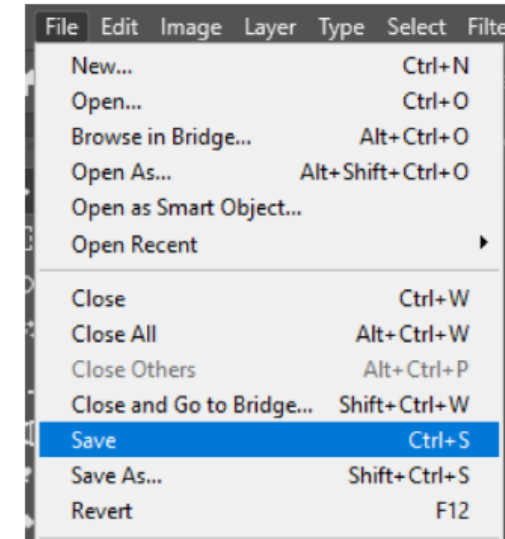 File Edit Image Layer Type Select Filte
New... Ctrl+N
Open... Ctrl+O
Browse in Bridge... Alt+Ctrl+O
Open As... Alt+Shift+Ctrl+O
Open as Smart Object...
Open Recent
Close Ctrl+W
Close All Alt+Ctrl+W
Close Others Alt+Ctrl+P
Close and Go to Bridge... Shift+Ctrl+W
Save Ctrl+S
Save As... Shift+Ctrl+S
Revert F12